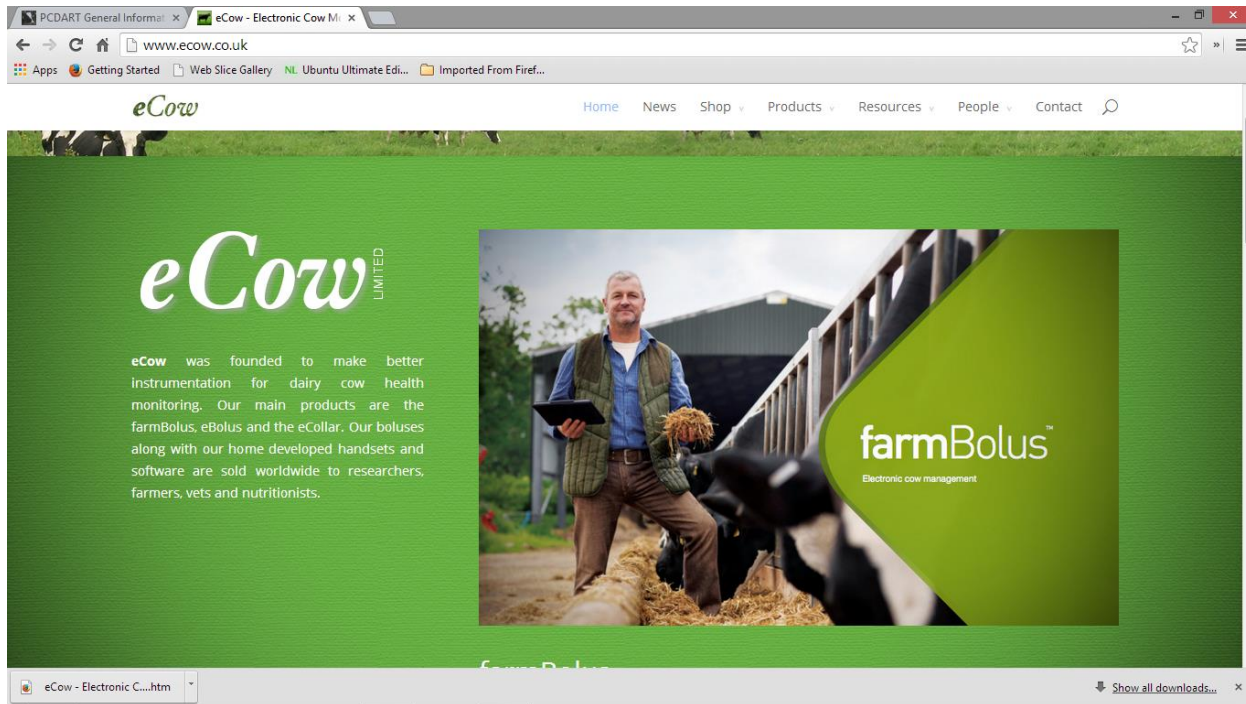 PCDART General Informat
eCow - Electronic Cow M
www.ecow.co.uk
Apps Getting Started Web Slice Gallery NL Ubuntu Ultimate Edi... Imported From Firef...
eCow Home News Shop Products Resources People Contact
eCow LIMITED
eCow was founded to make better
instrumentation for dairy cow health
monitoring. Our main products are the
farmBolus, eBolus and the eCollar. Our boluses
along with our home developed handsets and
software are sold worldwide to researchers,
farmers, vets and nutritionists.
farmBolus™
Electronic cow management
farmBolus
eCow - Electronic C....htm
Show all downloads...